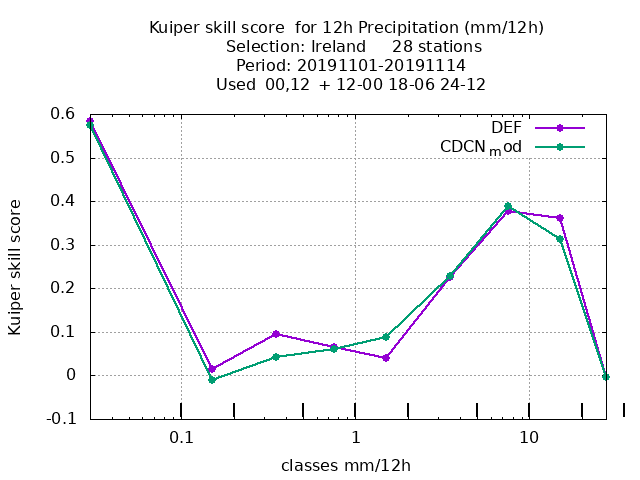 Kuiper skill score for 12h Precipitation (mm/12h)
Selection: Ireland 28 stations
Period: 20191101-20191114
Used 00,12 + 12-00 18-06 24-12
DEF
CDCN_mod
0.6
0.5
0.4
0.3
0.2
0.1
0
-0.1
Kuiper skill score
0.1 1 10
classes mm/12h